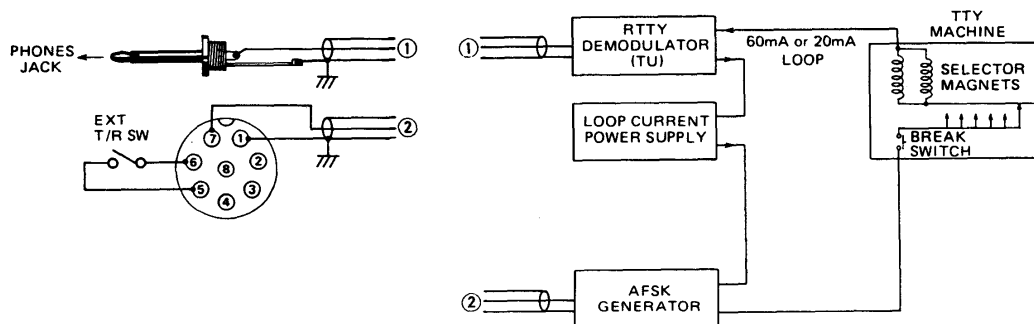 PHONES
JACK
①
EXT
T/R SW
⑦
①
⑥
⑧
②
⑤
③
④
②
①
RTTY
DEMODULATOR
(TU)
60mA or 20mA
LOOP
TTY
MACHINE
SELECTOR
MAGNETS
LOOP CURRENT
POWER SUPPLY
BREAK
SWITCH
②
AFSK
GENERATOR